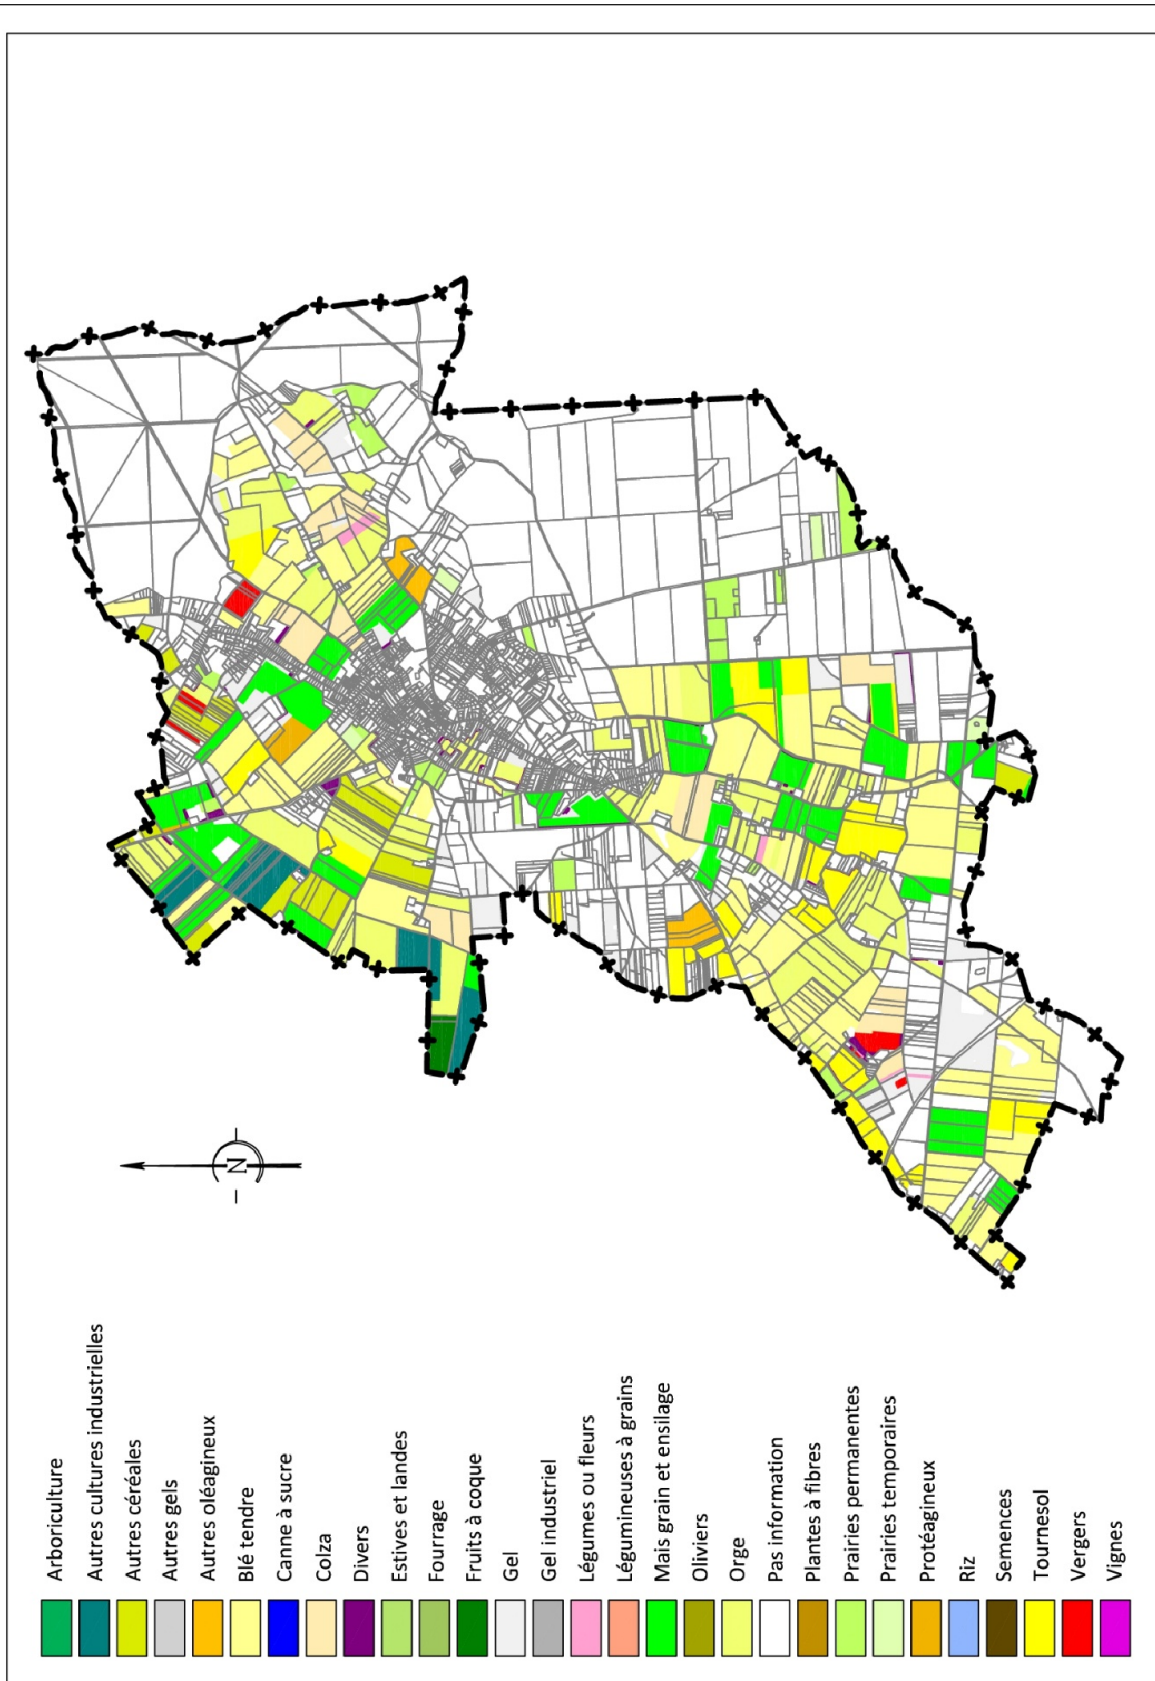 N
Arboriculture
Autres cultures industrielles
Autres céréales
Autres gels
Autres oléagineux
Blé tendre
Canne à sucre
Colza
Divers
Estives et landes
Fourrage
Fruits à coque
Gel
Gel industriel
Légumes ou fleurs
Légumineuses à grains
Mais grain et ensilage
Oliviers
Orge
Pas information
Plantes à fibres
Prairies permanentes
Prairies temporaires
Protéagineux
Riz
Semences
Tournesol
Vergers
Vignes